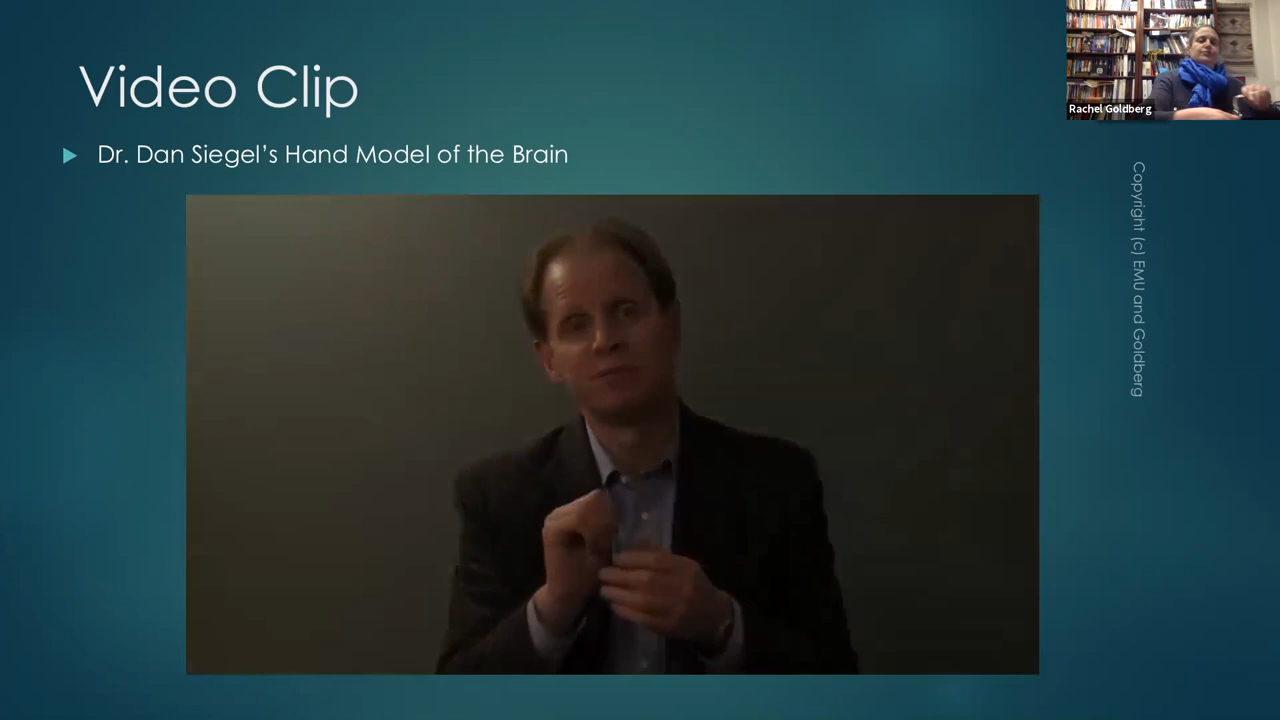 Video Clip
Dr. Dan Siegel’s Hand Model of the Brain
Rachel Goldberg
Copyright (c) EMU and Goldberg